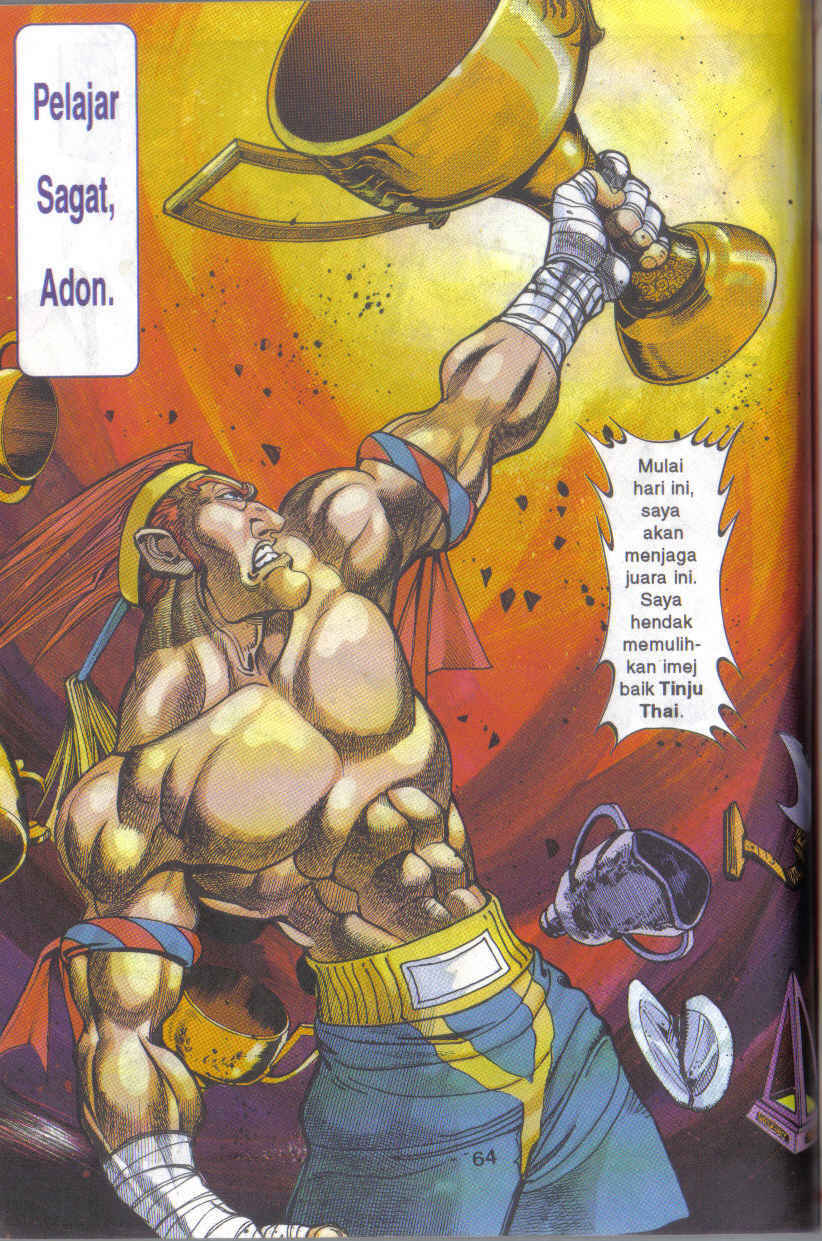 Pelajar
Sagat,
Adon.
Mulai
hari ini,
saya
akan
menjaga
juara ini.
Saya
hendak
memulih-
kan imej
baik Tinju
Thai.
64